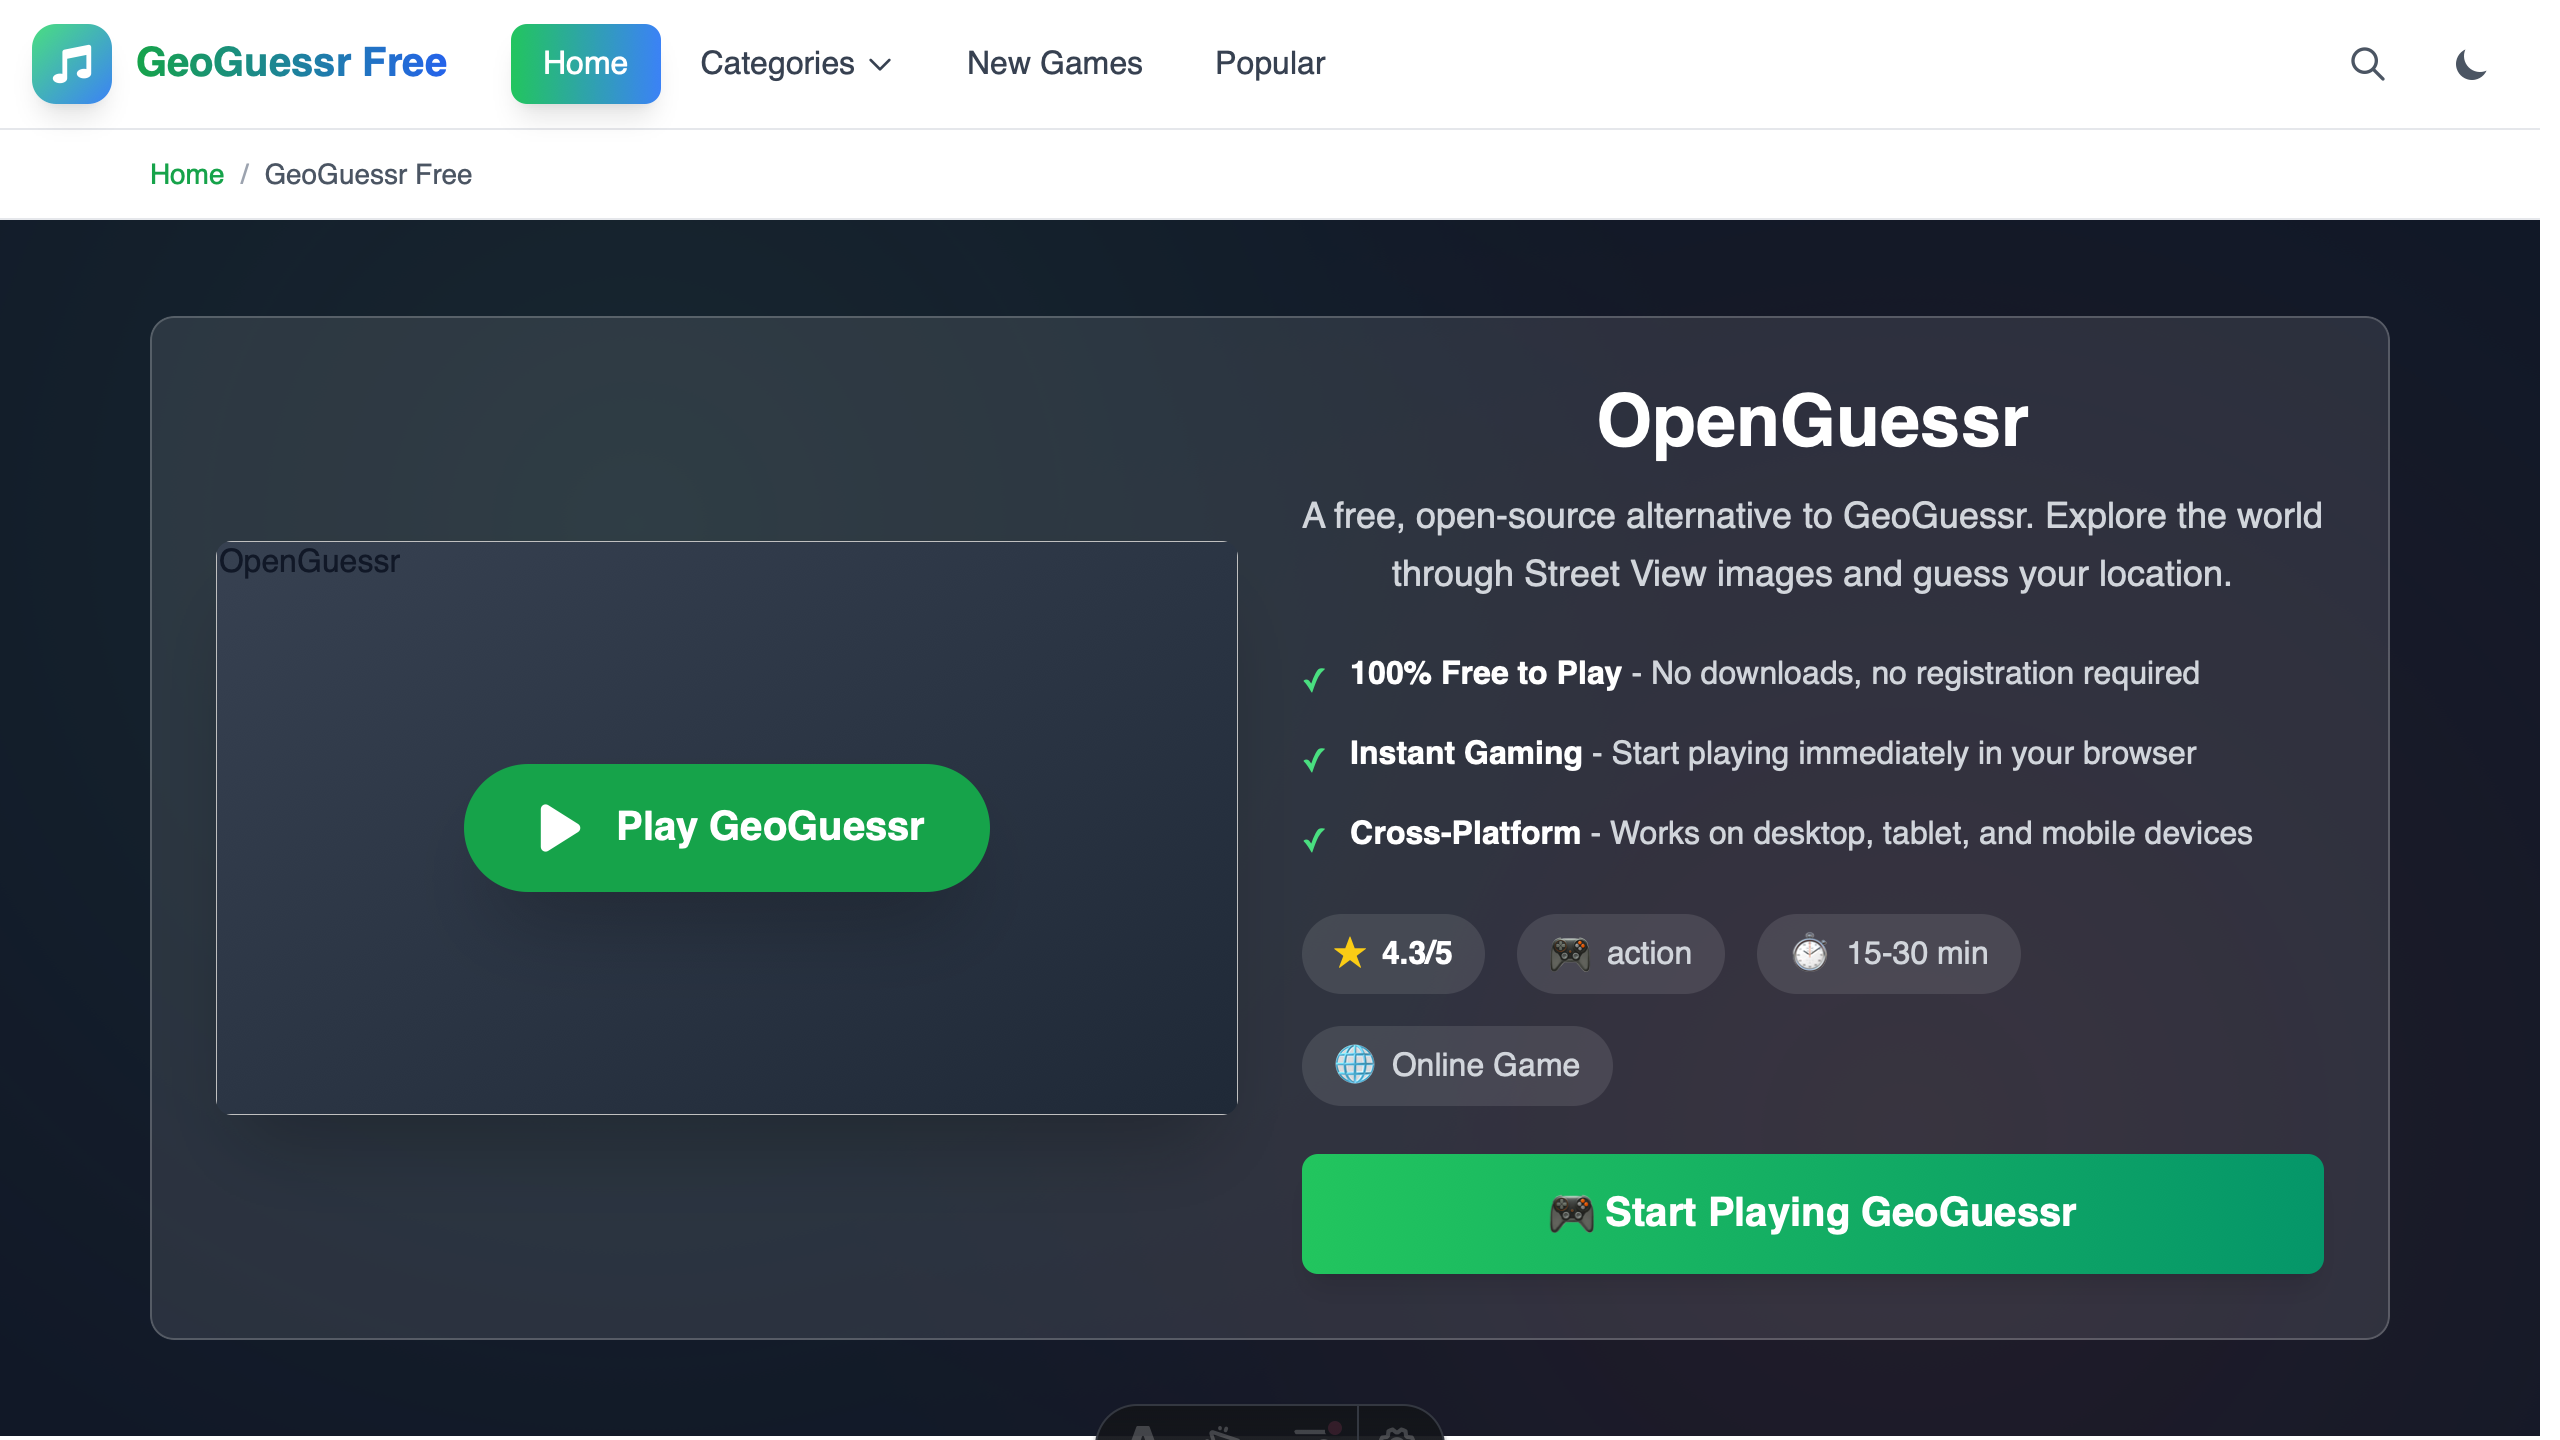 GeoGuessr Free
Home
Categories
New Games
Popular
Home / GeoGuessr Free
OpenGuessr
Play GeoGuessr
OpenGuessr
A free, open-source alternative to GeoGuessr. Explore the world
through Street View images and guess your location.
✓ 100% Free to Play - No downloads, no registration required
✓ Instant Gaming - Start playing immediately in your browser
✓ Cross-Platform - Works on desktop, tablet, and mobile devices
⭐ 4.3/5
🎮 action
⏱️ 15-30 min
🌐 Online Game
🎮 Start Playing GeoGuessr